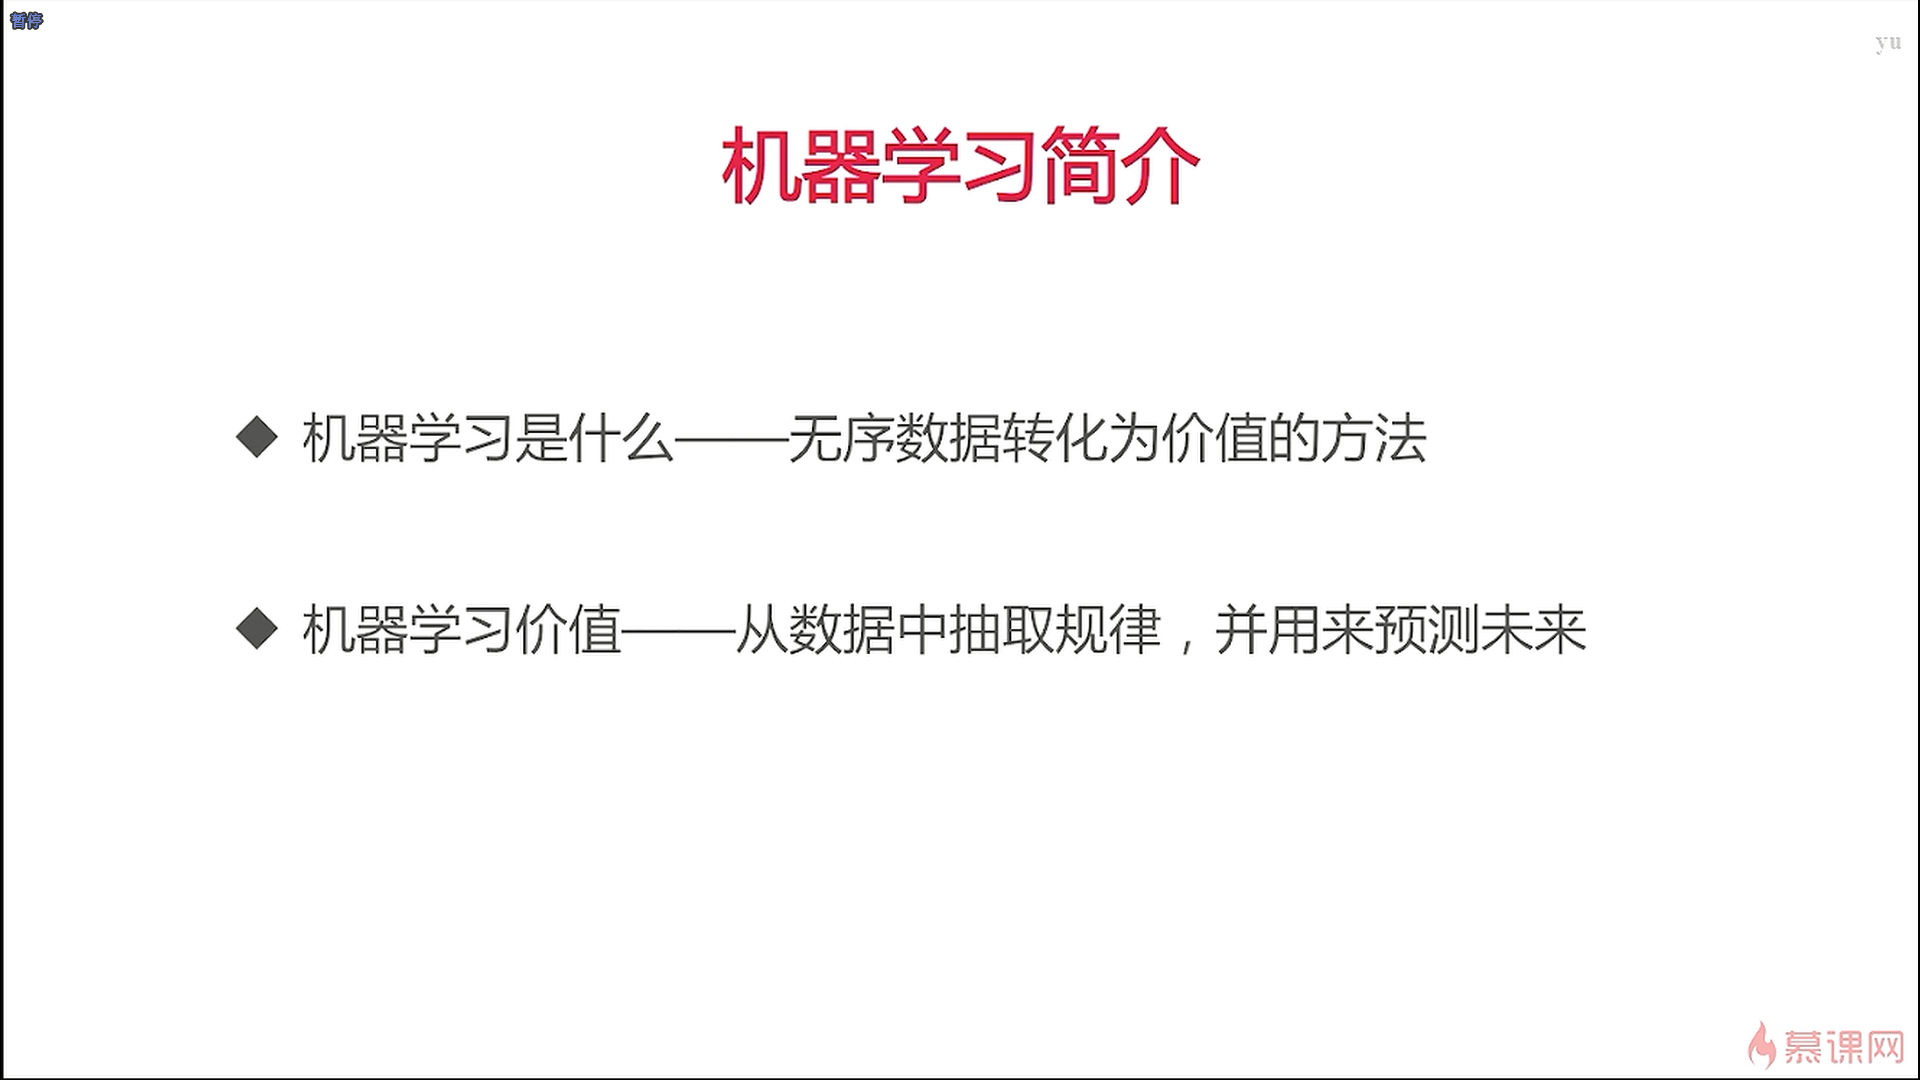 暂停
yu
机器学习简介
◆ 机器学习是什么——无序数据转化为价值的方法
◆ 机器学习价值——从数据中抽取规律，并用来预测未来
慕课网